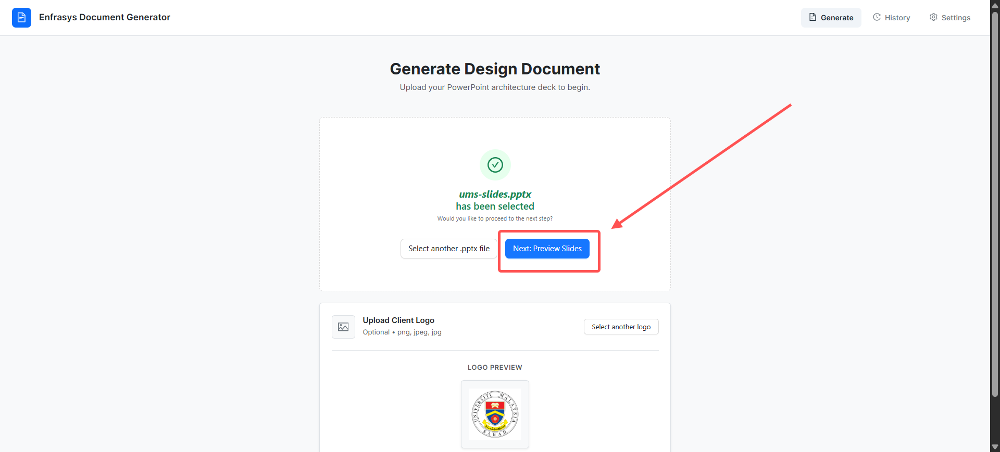 Enfrasys Document Generator
Generate
History
Settings
Generate Design Document
Upload your PowerPoint architecture deck to begin.
ums-slides.pptx
has been selected
Would you like to proceed to the next step?
Select another .pptx file
Next: Preview Slides
Upload Client Logo
Optional • png, jpeg, jpg
Select another logo
LOGO PREVIEW
UNIVERSITI MALAYSIA
SABAH